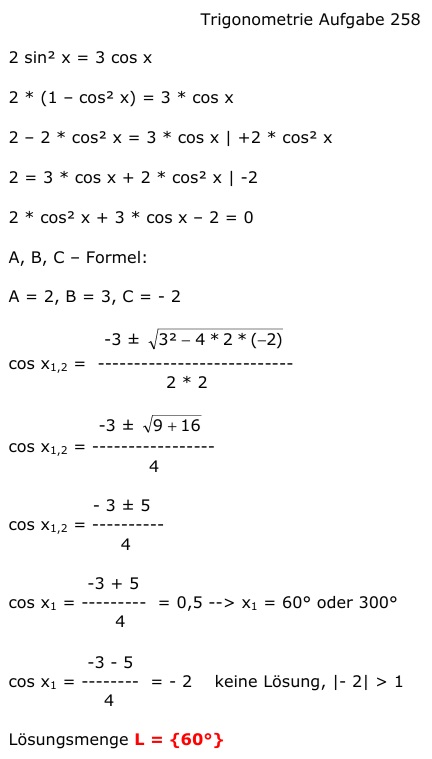 Trigonometrie Aufgabe 258
2 sin² x = 3 cos x
2 * (1 – cos² x) = 3 * cos x
2 – 2 * cos² x = 3 * cos x | +2 * cos² x
2 = 3 * cos x + 2 * cos² x | -2
2 * cos² x + 3 * cos x – 2 = 0
A, B, C – Formel:
A = 2, B = 3, C = - 2
-3 ± √3² – 4 * 2 * (–2)
cos x₁,₂ = ----------------------------
2 * 2
-3 ± √9 + 16
cos x₁,₂ = -----------------
4
- 3 ± 5
cos x₁,₂ = ----------
4
-3 + 5
cos x₁ = --------- = 0,5 --> x₁ = 60° oder 300°
4
-3 - 5
cos x₁ = -------- = - 2 keine Lösung, |- 2| > 1
4
Lösungsmenge L = {60°}